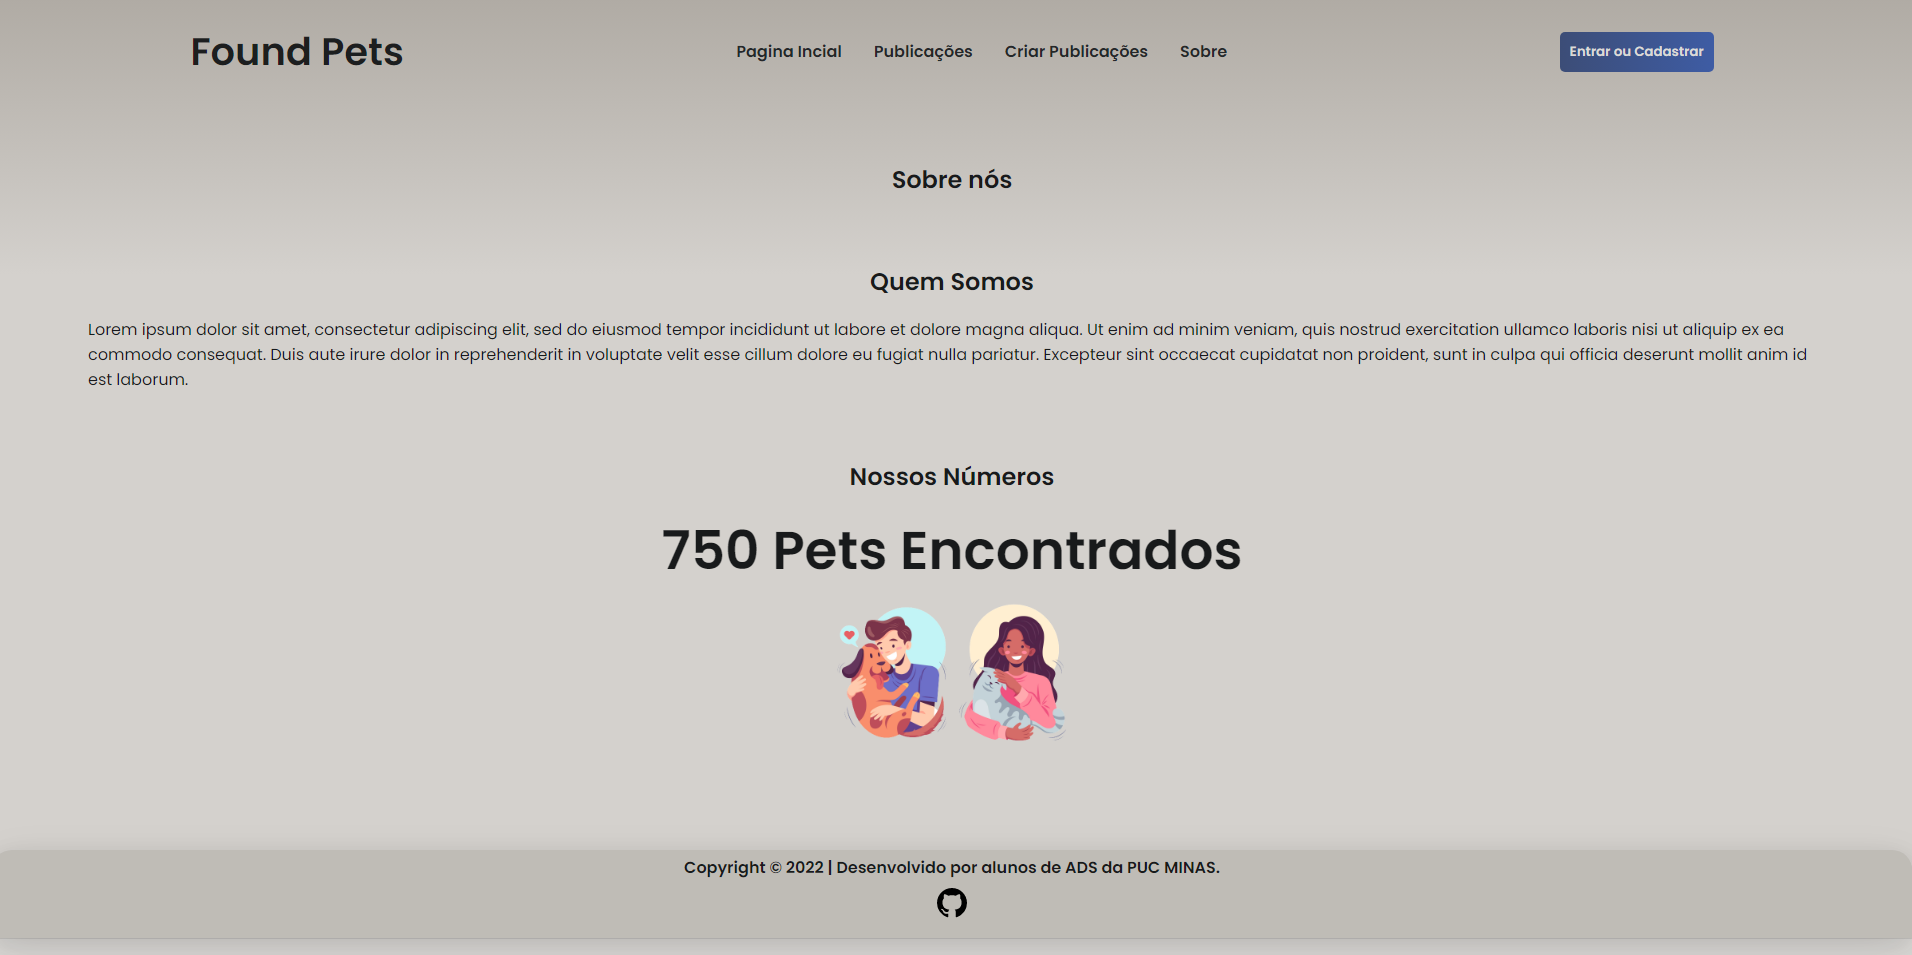 Found Pets
Pagina Incial
Publicações
Criar Publicações
Sobre
Entrar ou Cadastrar
Sobre nós
Quem Somos
Lorem ipsum dolor sit amet, consectetur adipiscing elit, sed do eiusmod tempor incididunt ut labore et dolore magna aliqua. Ut enim ad minim veniam, quis nostrud exercitation ullamco laboris nisi ut aliquip ex ea
commodo consequat. Duis aute irure dolor in reprehenderit in voluptate velit esse cillum dolore eu fugiat nulla pariatur. Excepteur sint occaecat cupidatat non proident, sunt in culpa qui officia deserunt mollit anim id
est laborum.
Nossos Números
750 Pets Encontrados
Copyright © 2022 | Desenvolvido por alunos de ADS da PUC MINAS.